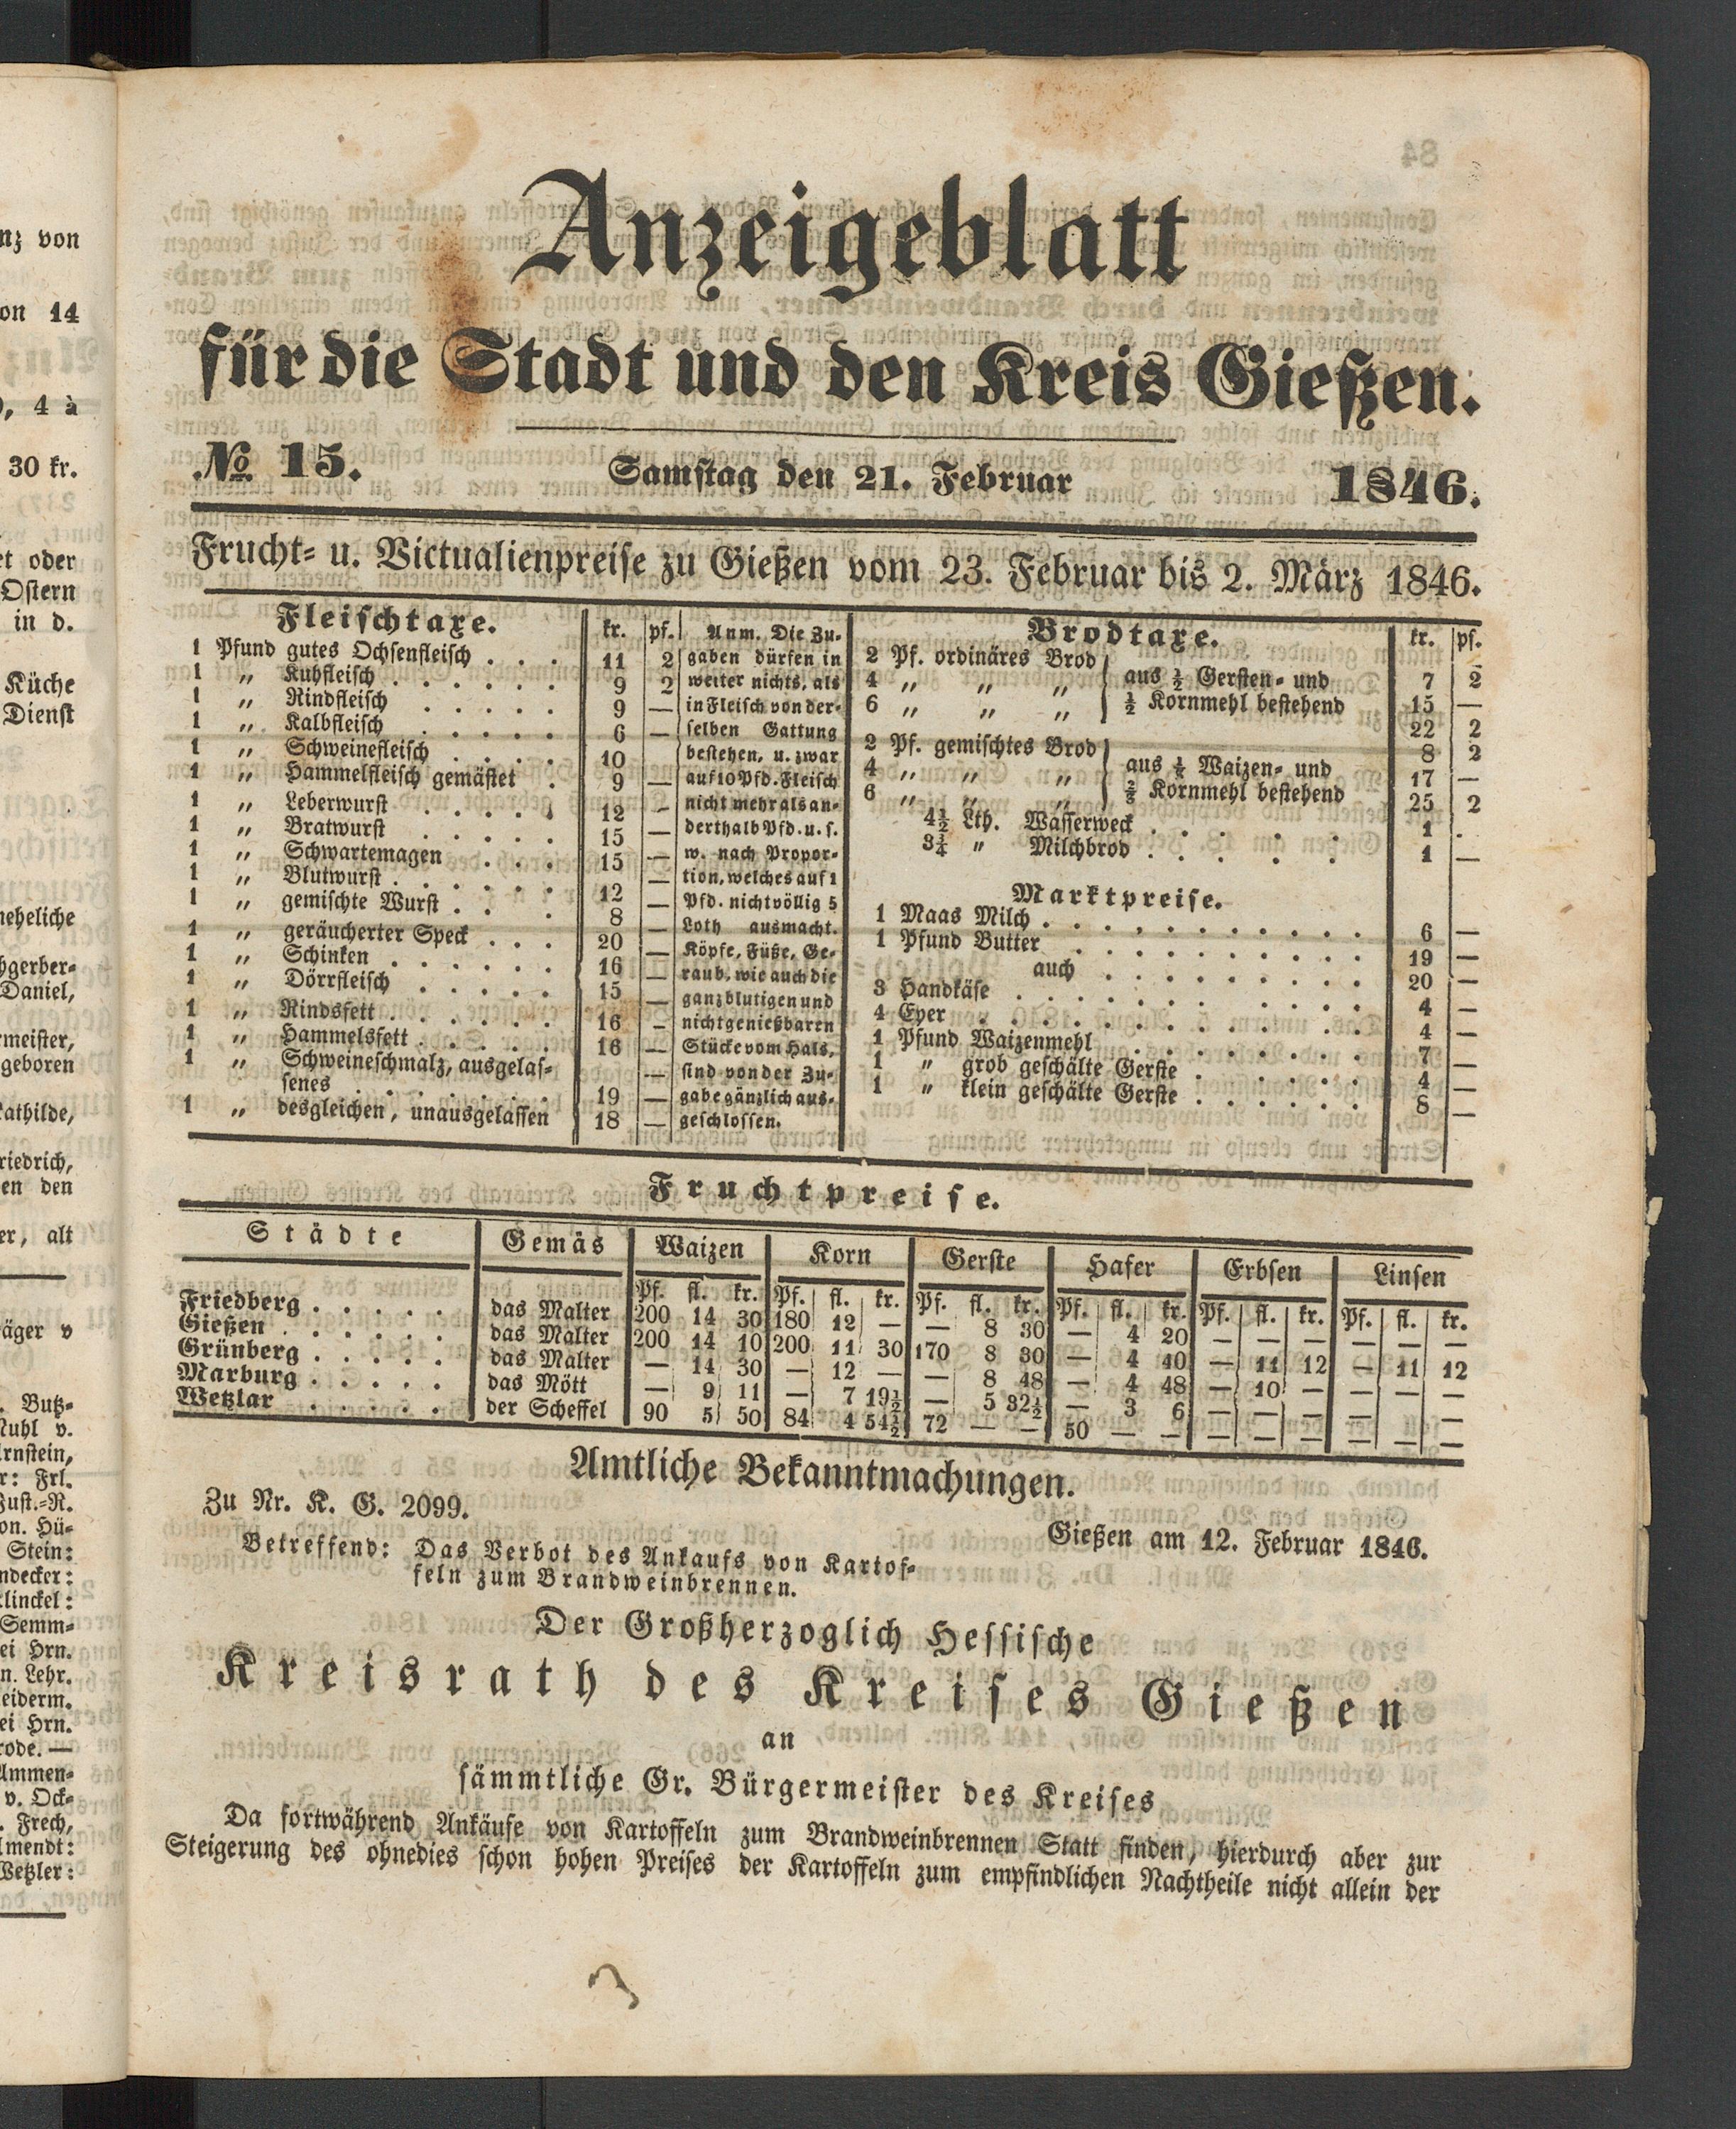 Anzeigeblatt
für die Stadt und den Kreis Gießen.
№ 15. Samstag den 21. Februar 1846.
Frucht- u. Victualienpreise zu Gießen vom 23. Februar bis 2. März 1846.
Fleischtaxe. kr. pf.
1 Pfund gutes Ochsenfleisch . . . 11 2
1 „ Kuhfleisch . . . . . . 9 2
1 „ Rindfleisch . . . . . 9 —
1 „ Kalbfleisch . . . . . 6 —
1 „ Schweinefleisch . . . . 10
1 „ Hammelfleisch gemästet . 9 —
1 „ Leberwurst . . . . . 12 -
1 „ Bratwurst . . . . . 15 —
1 „ Schwartemagen . . . 15 —
1 „ Blutwurst . . . . . . 12 —
1 „ gemischte Wurst . . . 8 —
1 „ geräucherter Speck . . . 20 —
1 „ Schinken . . . . . . 16 —
1 „ Dörrfleisch . . . . . 15 —
1 „ Rindsfett . . . . . . 16 —
1 „ Hammelsfett . . . . . 16 —
1 „ Schweineschmalz, ausgelas-
senes . . . . . . . 19 —
1 „ desgleichen, unausgelassen 18 —
Anm. Die Zu-
gaben dürfen in
weiter nichts, als
in Fleisch von der-
selben Gattung
bestehen, u. zwar
auf 10 Pfd. Fleisch
nicht mehr als an-
derthalb Pfd. u. s.
w. nach Propor-
tion, welches auf 1
Pfd. nicht völlig 5
Loth ausmacht.
Köpfe, Füße, Ge-
raub, wie auch die
ganz blutigen und
nicht genießbaren
Stücke vom Hals,
sind von der Zu-
gabe gänzlich aus-
geschlossen.
Brodtaxe. kr. pf.
2 Pf. ordinäres Brod 7 2
4 „ „ „ aus ½ Gersten- und 15 —
6 „ „ „ ½ Kornmehl bestehend 22 2
2 Pf. gemischtes Brod 8 2
4 „ „ „ aus Waizen- und 17 —
6 „ „ „ ⅔ Kornmehl bestehend 25 2
4½ Lth. Wasserweck . . . . . 1 .
3¼ „ Milchbrod . . . . . 1 —
Marktpreise.
1 Maas Milch . . . . . . . . . . . 6 —
1 Pfund Butter . . . . . . . . . . 19 —
auch . . . . . . . . . 20 —
3 Handkäse . . . . . . . . . . . . 4 —
4 Eyer . . . . . . . . . . . . . 4 —
1 Pfund Waizenmehl . . . . . . . . 7 —
1 „ grob geschälte Gerste . . . . . . 4 —
1 „ klein geschälte Gerste . . . . . . 8 —
Fruchtpreise.
Städte Gemäs Waizen Korn Gerste Hafer Erbsen Linsen
Pf. fl. kr. Pf. fl. kr. Pf. fl. kr. Pf. fl. kr. Pf. fl. kr. Pf. fl. kr.
Friedberg . . . . . das Malter 200 14 30 180 12 — — 8 30 — 4 20 — — — — — —
Gießen . . . . . . das Malter 200 14 10 200 11 30 170 8 30 — 4 40 — 11 12 — 11 12
Grünberg . . . . . das Malter — 14 30 — 12 — — 8 48 — 4 48 — 10 — — — —
Marburg . . . . . das Mött — 9 11 — 7 19½ — 5 32½ — 3 6 — — — — — —
Wetzlar . . . . . der Scheffel 90 5 50 84 4 54½ 72 — — 50 — — — — — — — —
Amtliche Bekanntmachungen.
Zu Nr. K. G. 2099.
Gießen am 12. Februar 1846.
Betreffend: Das Verbot des Ankaufs von Kartof-
feln zum Brandweinbrennen.
Der Großherzoglich Hessische
Kreisrath des Kreises Gießen
an
sämmtliche Gr. Bürgermeister des Kreises
Da fortwährend Ankäufe von Kartoffeln zum Brandweinbrennen Statt finden, hierdurch aber zur
Steigerung des ohnedies schon hohen Preises der Kartoffeln zum empfindlichen Nachtheile nicht allein der